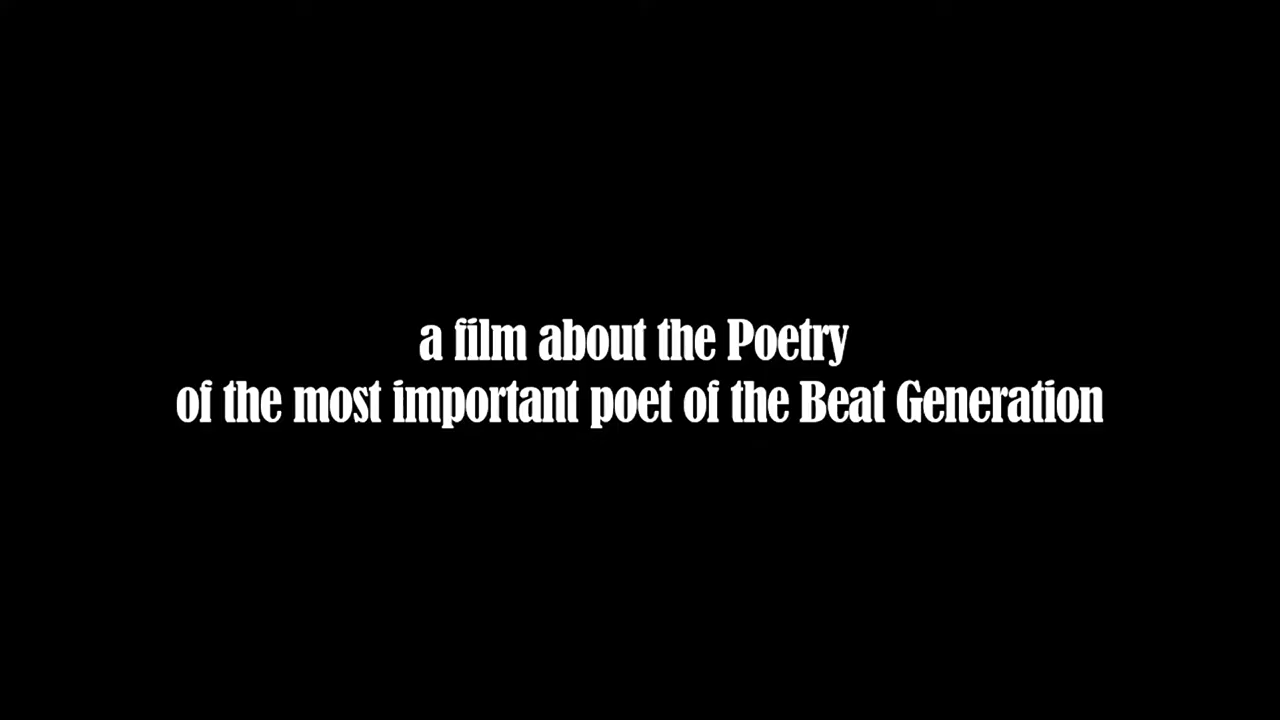 a film about the Poetry
of the most important poet of the Beat Generation